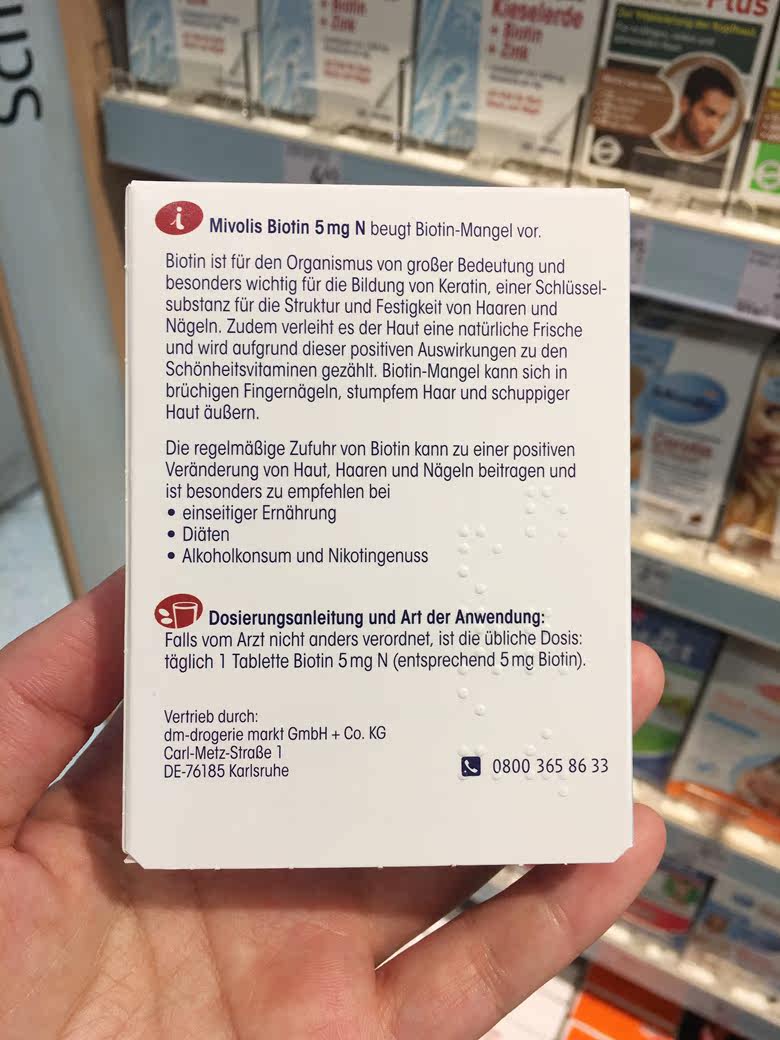 Sch
Biotin
+ Zink
Kieselerde
+ Biotin
+ Zink
Plus
i
Mivolis Biotin 5 mg N beugt Biotin-Mangel vor.
Biotin ist für den Organismus von großer Bedeutung und
besonders wichtig für die Bildung von Keratin, einer Schlüssel-
substanz für die Struktur und Festigkeit von Haaren und
Nägeln. Zudem verleiht es der Haut eine natürliche Frische
und wird aufgrund dieser positiven Auswirkungen zu den
Schönheitsvitaminen gezählt. Biotin-Mangel kann sich in
brüchigen Fingernägeln, stumpfem Haar und schuppiger
Haut äußern.
Die regelmäßige Zufuhr von Biotin kann zu einer positiven
Veränderung von Haut, Haaren und Nägeln beitragen und
ist besonders zu empfehlen bei
• einseitiger Ernährung
• Diäten
• Alkoholkonsum und Nikotingenuss
Dosierungsanleitung und Art der Anwendung:
Falls vom Arzt nicht anders verordnet, ist die übliche Dosis:
täglich 1 Tablette Biotin 5 mg N (entsprechend 5 mg Biotin).
Vertrieb durch:
dm-drogerie markt GmbH + Co. KG
Carl-Metz-Straße 1
DE-76185 Karlsruhe
0800 365 86 33